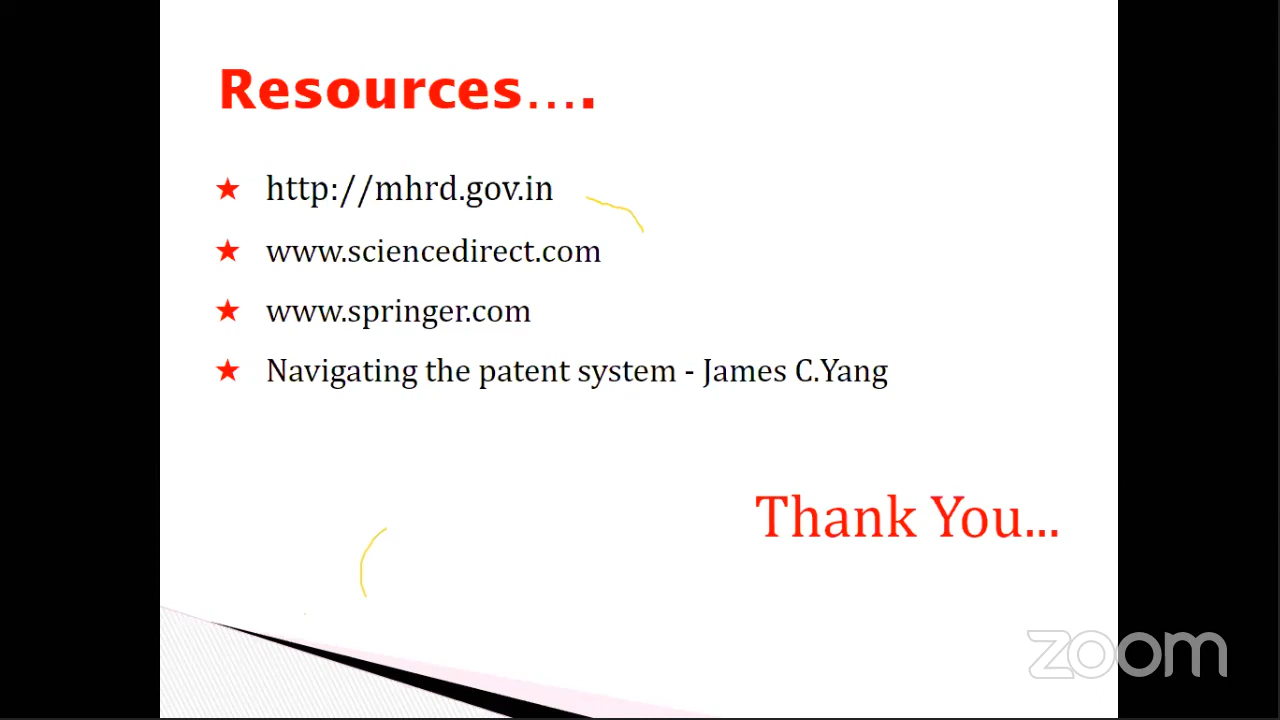 Resources.....
http://mhrd.gov.in
www.sciencedirect.com
www.springer.com
Navigating the patent system - James C.Yang
Thank You...
zoom